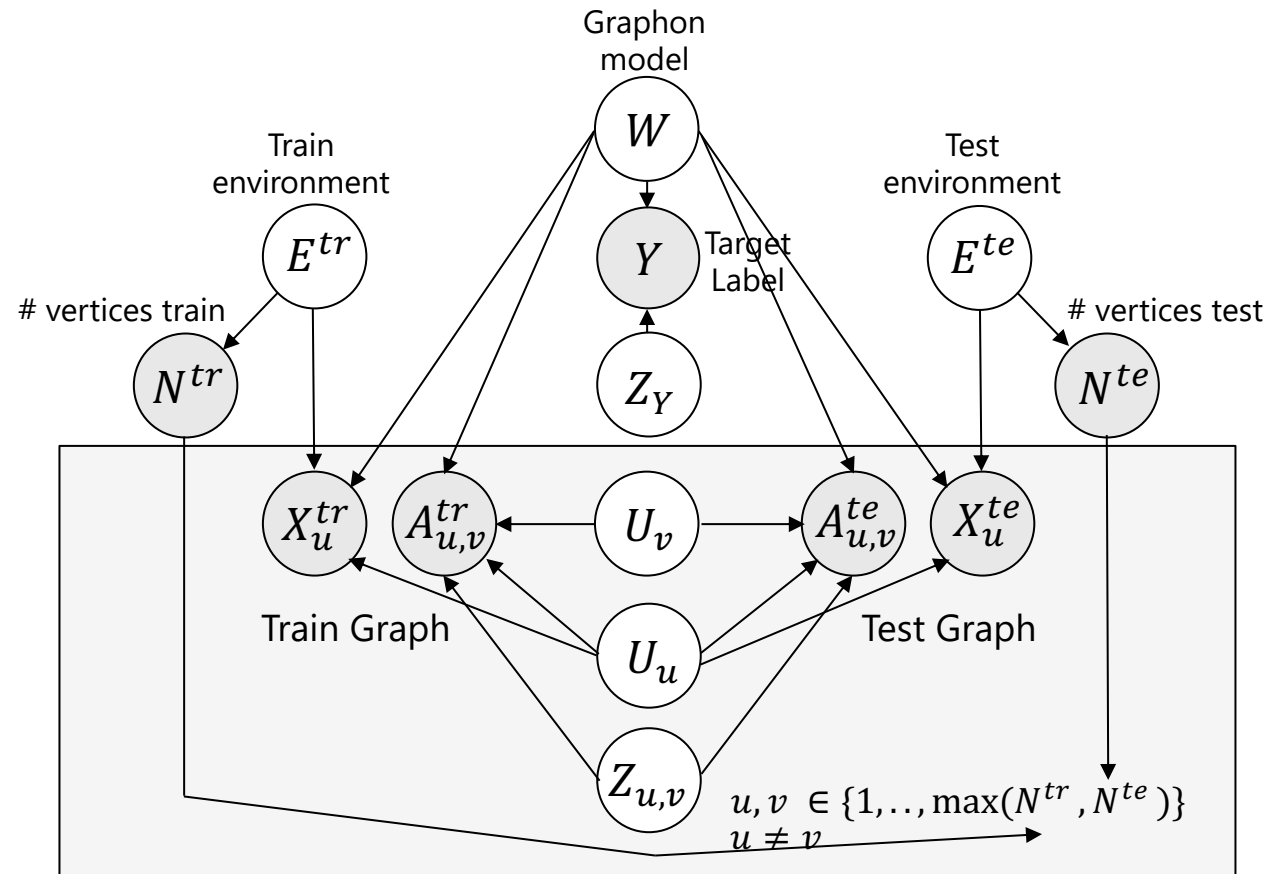 Graphon
model
W
Train
environment
Test
environment
E^{tr}
Y
Target
Label
E^{te}
# vertices train
# vertices test
N^{tr}
Z_Y
N^{te}
X_u^{tr}
A_{u,v}^{tr}
U_v
A_{u,v}^{te}
X_u^{te}
Train Graph
Test Graph
U_u
Z_{u,v}
u, v ∈ {1, . . , max(N^{tr}, N^{te})}
u ≠ v